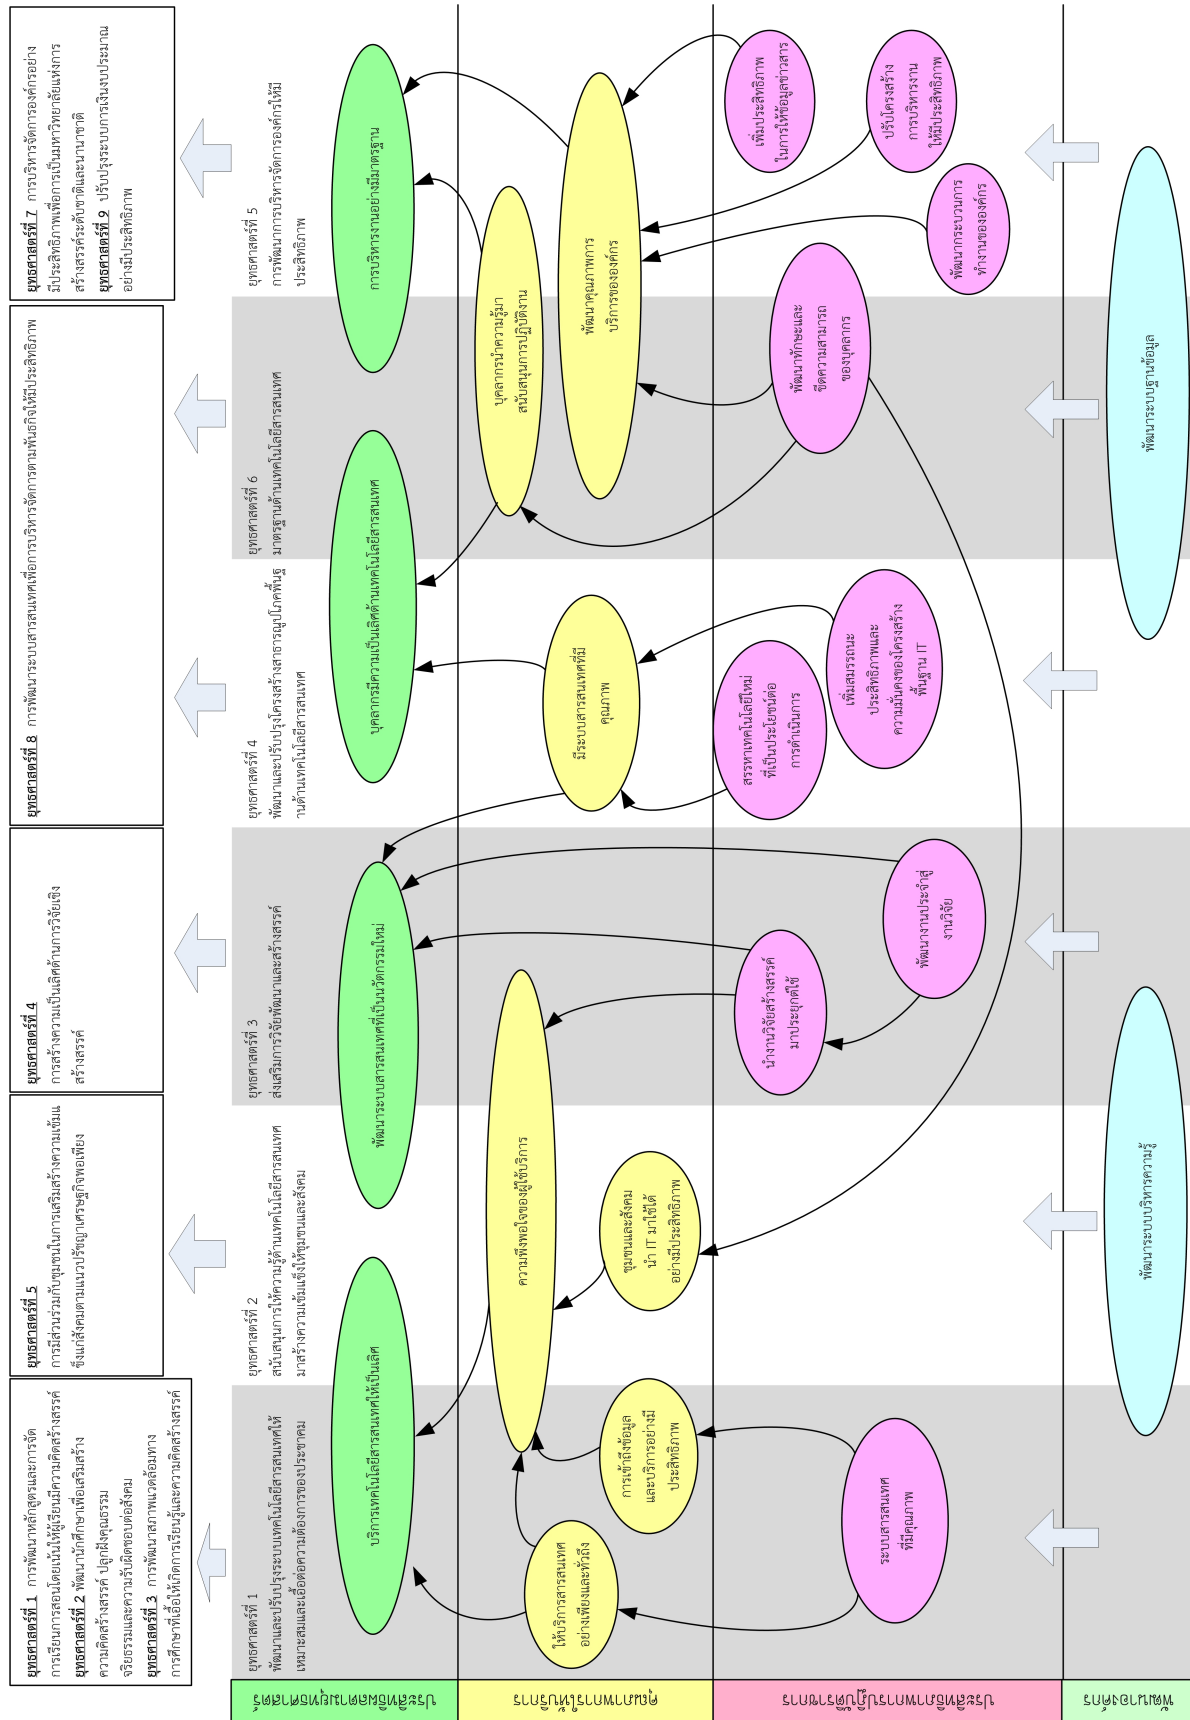 ยุทธศาสตร์ที่ 1 การพัฒนาหลักสูตรและการจัด
การเรียนการสอนโดยเน้นให้ผู้เรียนมีความคิดสร้างสรรค์
ยุทธศาสตร์ที่ 2 พัฒนานักศึกษาเพื่อเสริมสร้าง
ความคิดสร้างสรรค์ ปลูกฝังคุณธรรม
จริยธรรมและความรับผิดชอบต่อสังคม
ยุทธศาสตร์ที่ 3 การพัฒนาสภาพแวดล้อมทาง
การศึกษาที่เอื้อให้เกิดการเรียนรู้และความคิดสร้างสรรค์
ยุทธศาสตร์ที่ 5
การมีส่วนร่วมกับชุมชนในการเสริมสร้างความเข้มแ
ข็งแก่สังคมตามแนวปรัชญาเศรษฐกิจพอเพียง
ยุทธศาสตร์ที่ 4
การสร้างความเป็นเลิศด้านการวิจัยเชิง
สร้างสรรค์
ยุทธศาสตร์ที่ 8 การพัฒนาระบบสารสนเทศเพื่อการบริหารจัดการตามพันธกิจให้มีประสิทธิภาพ
ยุทธศาสตร์ที่ 7 การบริหารจัดการองค์กรอย่าง
มีประสิทธิภาพเพื่อการเป็นมหาวิทยาลัยแห่งการ
สร้างสรรค์ระดับชาติและนานาชาติ
ยุทธศาสตร์ที่ 9 ปรับปรุงระบบการเงินงบประมาณ
อย่างมีประสิทธิภาพ
ประสิทธิผลตามยุทธศาสตร์
ยุทธศาสตร์ที่ 1
พัฒนาและปรับปรุงระบบเทคโนโลยีสารสนเทศให้
เหมาะสมและเอื้อต่อความต้องการของประชาคม
ยุทธศาสตร์ที่ 2
สนับสนุนการให้ความรู้ด้านเทคโนโลยีสารสนเทศ
มาสร้างความเข้มแข็งให้ชุมชนและสังคม
ยุทธศาสตร์ที่ 3
ส่งเสริมการวิจัยพัฒนาและสร้างสรรค์
ยุทธศาสตร์ที่ 4
พัฒนาและปรับปรุงโครงสร้างสาธารณูปโภคพื้นฐ
านด้านเทคโนโลยีสารสนเทศ
ยุทธศาสตร์ที่ 6
มาตรฐานด้านเทคโนโลยีสารสนเทศ
ยุทธศาสตร์ที่ 5
การพัฒนาการบริหารจัดการองค์กรให้มี
ประสิทธิภาพ
บริการเทคโนโลยีสารสนเทศให้เป็นเลิศ
พัฒนาระบบสารสนเทศที่เป็นนวัตกรรมใหม่
บุคลากรมีความเป็นเลิศด้านเทคโนโลยีสารสนเทศ
การบริหารงานอย่างมีมาตรฐาน
คุณภาพการให้บริการ
ให้บริการสารสนเทศ
อย่างเพียงและทั่วถึง
การเข้าถึงข้อมูล
และบริการอย่างมี
ประสิทธิภาพ
ความพึงพอใจของผู้ใช้บริการ
ชุมชนและสังคม
นำ IT มาใช้ได้
อย่างมีประสิทธิภาพ
มีระบบสารสนเทศที่มี
คุณภาพ
บุคลากรนำความรู้มา
สนับสนุนการปฏิบัติงาน
พัฒนาคุณภาพการ
บริการขององค์กร
ประสิทธิภาพการปฏิบัติราชการ
ระบบสารสนเทศ
ที่มีคุณภาพ
นำงานวิจัยสร้างสรรค์
มาประยุกต์ใช้
พัฒนางานประจำสู่
งานวิจัย
สรรหาเทคโนโลยีใหม่
ที่เป็นประโยชน์ต่อ
การดำเนินการ
เพิ่มสมรรถนะ
ประสิทธิภาพและ
ความมั่นคงของโครงสร้าง
พื้นฐาน IT
พัฒนาทักษะและ
ขีดความสามารถ
ของบุคลากร
พัฒนากระบวนการ
ทำงานขององค์กร
เพิ่มประสิทธิภาพ
ในการให้ข้อมูลข่าวสาร
ปรับโครงสร้าง
การบริหารงาน
ให้มีประสิทธิภาพ
พัฒนาองค์กร
พัฒนาระบบบริหารความรู้
พัฒนาระบบฐานข้อมูล